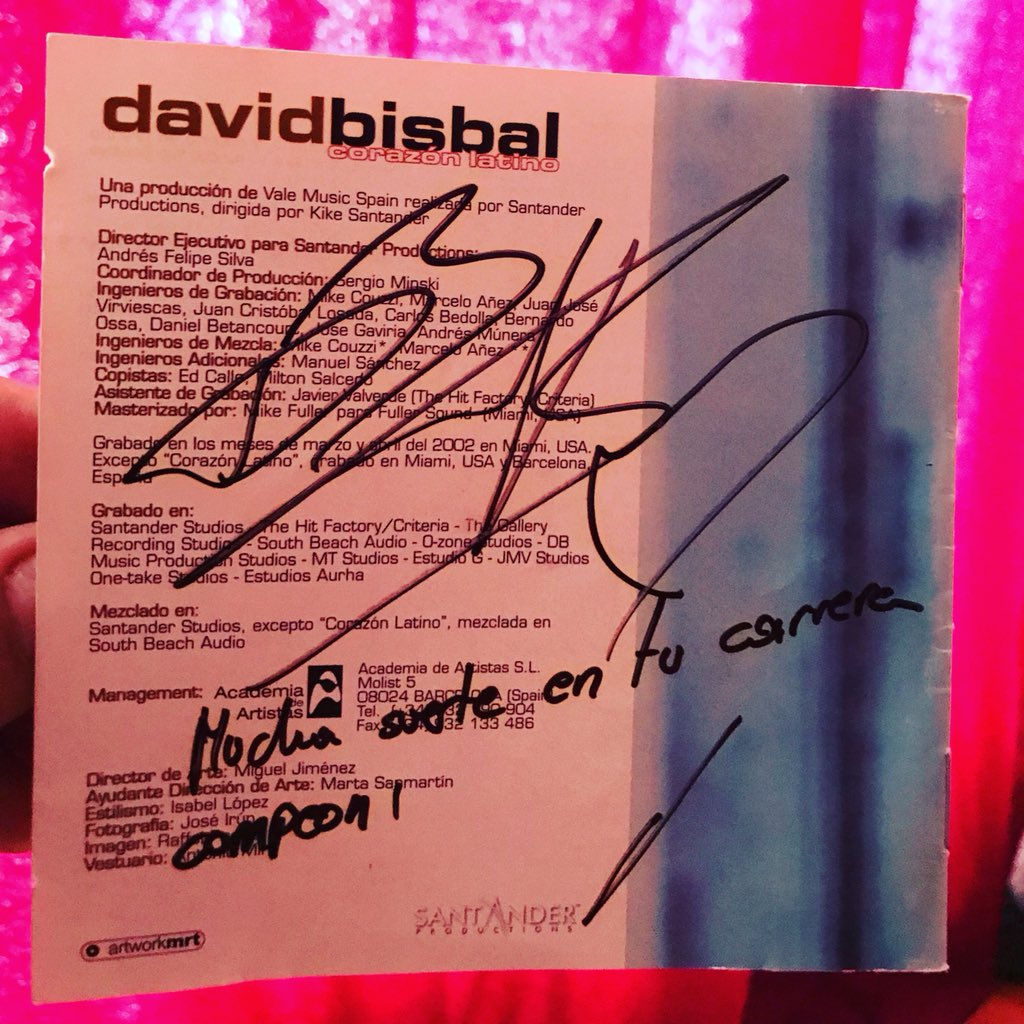 davidbisbal
corazón latino
Una producción de Vale Music Spain realizada por Santander
Productions, dirigida por Kike Santander
Director Ejecutivo para Santander Productions:
Andrés Felipe Silva
Coordinador de Producción: Sergio Minski
Ingenieros de Grabación: Mike Couzzi, Marcelo Añez, Juan José
Virviescas, Juan Cristóbal Losada, Carlos Bedolla, Bernardo
Ossa, Daniel Betancourt, Jose Gaviria, Andrés Múnera
Ingenieros de Mezcla: Mike Couzzi* Marcelo Añez **
Ingenieros Adicionales: Manuel Sánchez
Copistas: Ed Calle, Milton Salcedo
Asistente de Grabación: Javier Valverde (The Hit Factory/Criteria)
Masterizado por: Mike Fuller para Fuller Sound (Miami, USA)
Grabado en los meses de marzo y abril del 2002 en Miami, USA.
Excepto "Corazón Latino", grabado en Miami, USA y Barcelona,
España
Grabado en:
Santander Studios - The Hit Factory/Criteria - The Gallery
Recording Studios - South Beach Audio - O-zone Studios - DB
Music Production Studios - MT Studios - Estudio G - JMV Studios
One-take Studios - Estudios Aurha
Mezclado en:
Santander Studios, excepto "Corazón Latino", mezclada en
South Beach Audio
Management: Academia de Artistas
Academia de Artistas S.L.
Molist 5
08024 BARCELONA (Spain)
Tel. 904
Fax 932 133 486
Mucha suerte en tu carrera
campeon!
Director de Arte: Miguel Jiménez
Ayudante Dirección de Arte: Marta Sanmartín
Estilismo: Isabel López
Fotografía: José Irún
Imagen:
Vestuario:
SANTANDER
PRODUCTIONS
artworkmrt